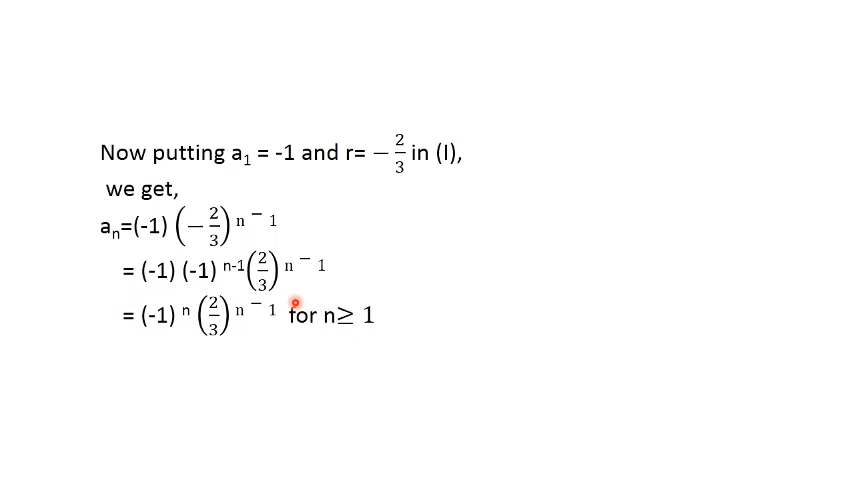 Now putting a₁ = -1 and r= −2/3 in (I),
we get,
aₙ=(-1) (−2/3)ⁿ⁻¹
= (-1) (-1) ⁿ⁻¹(2/3)ⁿ⁻¹
= (-1) ⁿ (2/3)ⁿ⁻¹ for n≥ 1